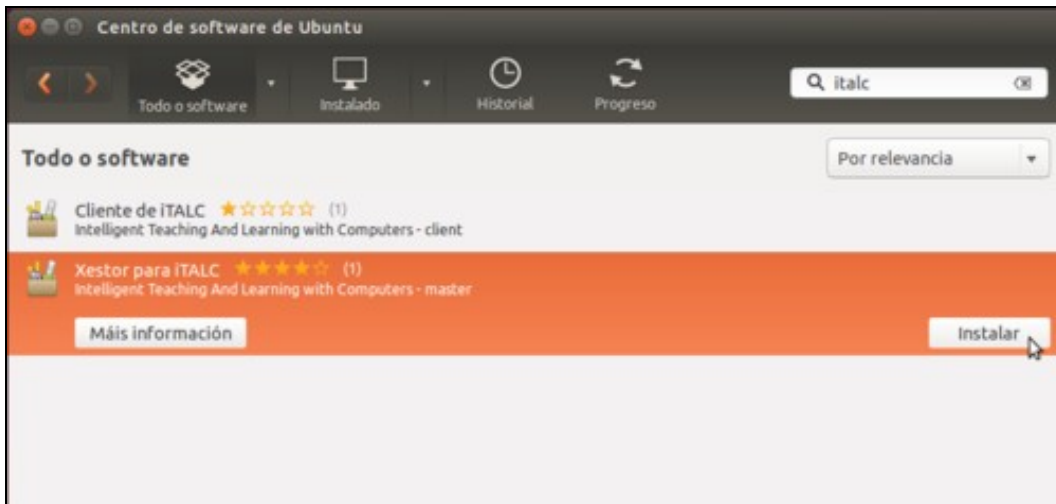 Centro de software de Ubuntu
Todo o software
Instalado
Historial
Progreso
italc
Todo o software
Por relevancia
Cliente de iTALC (1)
Intelligent Teaching And Learning with Computers - client
Xestor para iTALC (1)
Intelligent Teaching And Learning with Computers - master
Máis información
Instalar